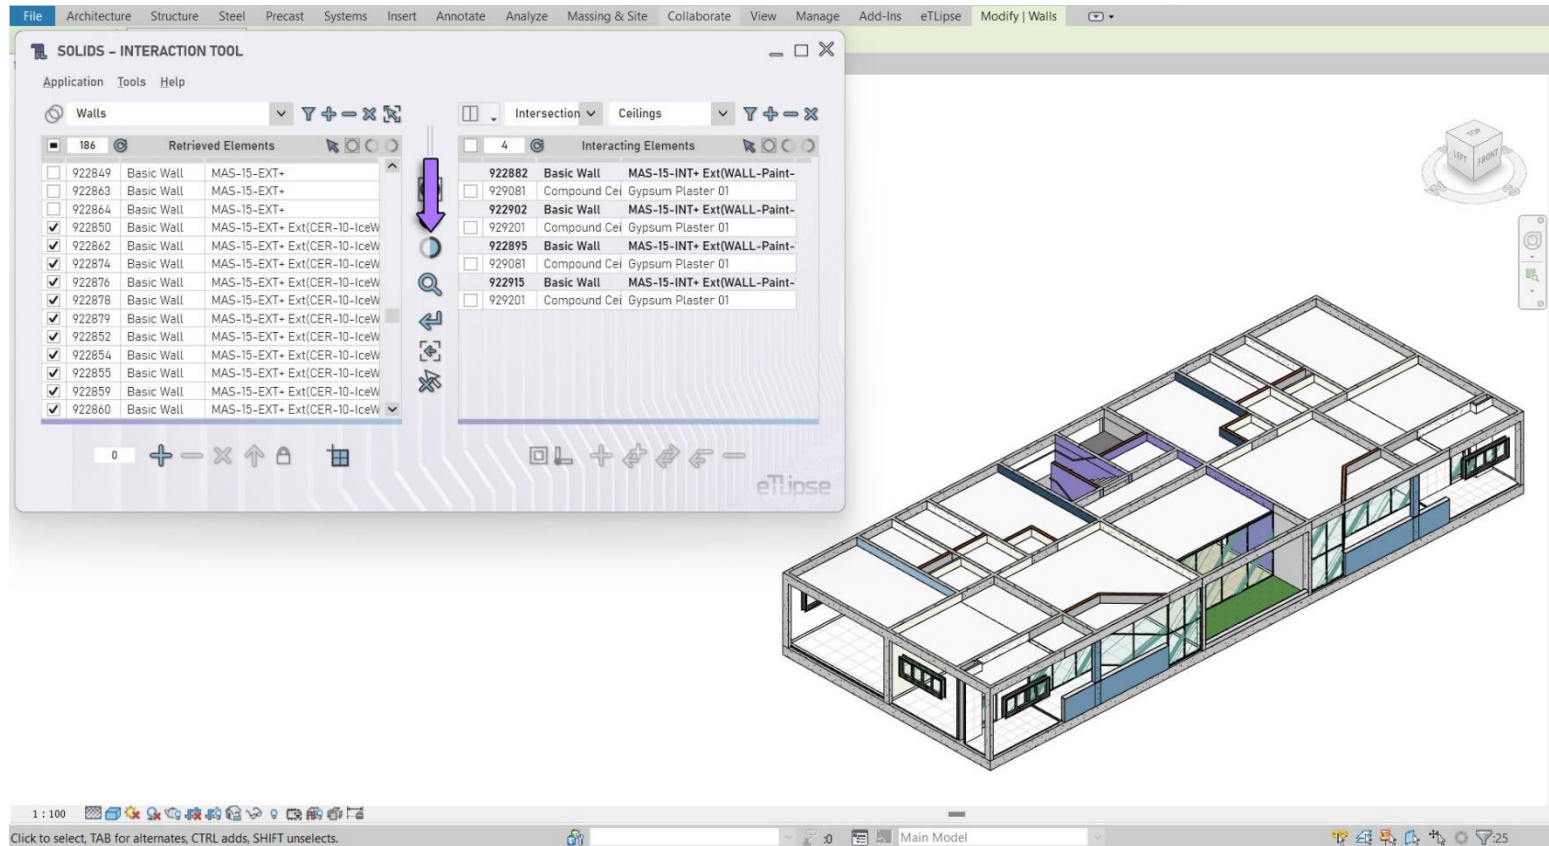 File Architecture Structure Steel Precast Systems Insert Annotate Analyze Massing & Site Collaborate View Manage Add-Ins eTLipse Modify | Walls
SOLIDS – INTERACTION TOOL
Application Tools Help
Walls
Intersection Ceilings
186 Retrieved Elements
4 Interacting Elements
922849 Basic Wall MAS-15-EXT+
922863 Basic Wall MAS-15-EXT+
922864 Basic Wall MAS-15-EXT+
922850 Basic Wall MAS-15-EXT+ Ext(CER-10-IceW
922862 Basic Wall MAS-15-EXT+ Ext(CER-10-IceW
922874 Basic Wall MAS-15-EXT+ Ext(CER-10-IceW
922876 Basic Wall MAS-15-EXT+ Ext(CER-10-IceW
922878 Basic Wall MAS-15-EXT+ Ext(CER-10-IceW
922879 Basic Wall MAS-15-EXT+ Ext(CER-10-IceW
922852 Basic Wall MAS-15-EXT+ Ext(CER-10-IceW
922854 Basic Wall MAS-15-EXT+ Ext(CER-10-IceW
922855 Basic Wall MAS-15-EXT+ Ext(CER-10-IceW
922859 Basic Wall MAS-15-EXT+ Ext(CER-10-IceW
922860 Basic Wall MAS-15-EXT+ Ext(CER-10-IceW
922882 Basic Wall MAS-15-INT+ Ext(WALL-Paint-
929081 Compound Cei Gypsum Plaster 01
922902 Basic Wall MAS-15-INT+ Ext(WALL-Paint-
929201 Compound Cei Gypsum Plaster 01
922895 Basic Wall MAS-15-INT+ Ext(WALL-Paint-
929081 Compound Cei Gypsum Plaster 01
922915 Basic Wall MAS-15-INT+ Ext(WALL-Paint-
929201 Compound Cei Gypsum Plaster 01
0
eTLipse
TOP
LEFT FRONT
1 : 100
Click to select, TAB for alternates, CTRL adds, SHIFT unselects.
:0
Main Model
:25